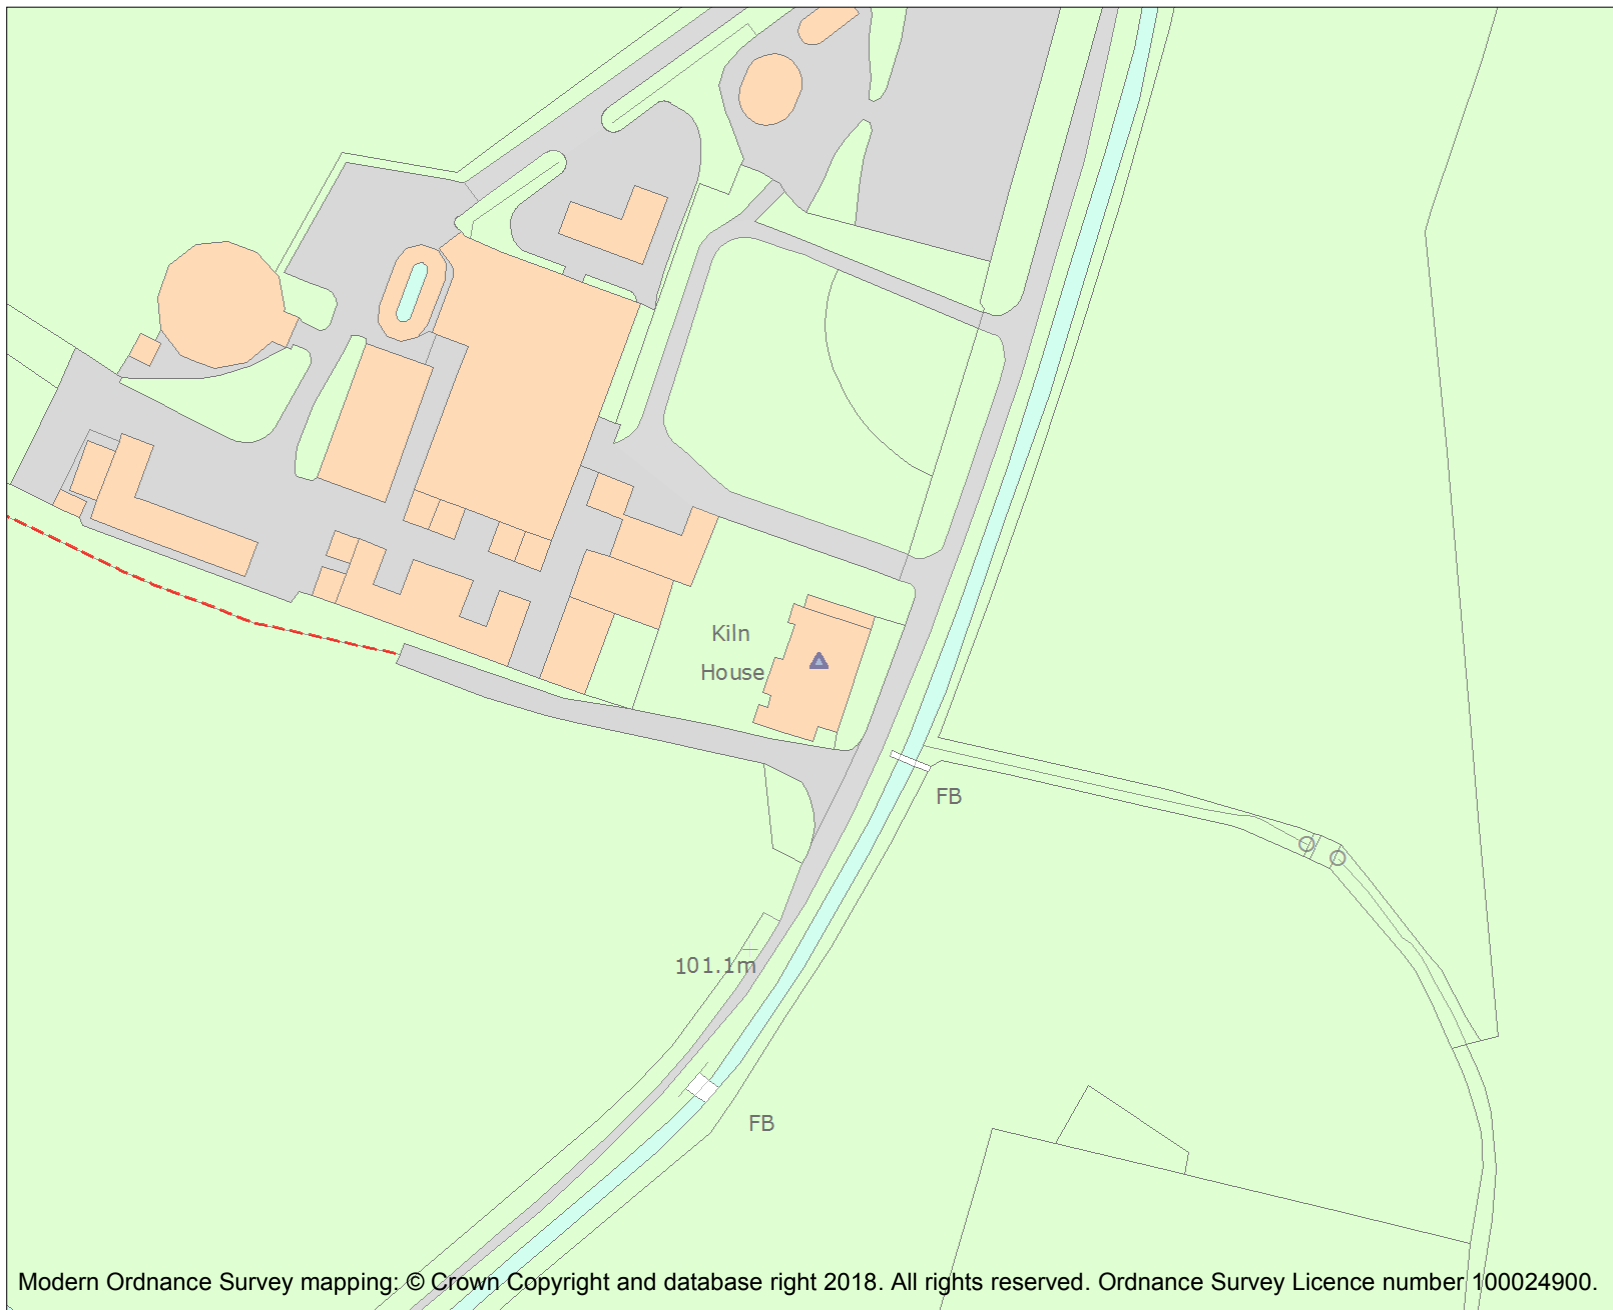 Kiln
House
FB
101.1m
FB
Modern Ordnance Survey mapping: © Crown Copyright and database right 2018. All rights reserved. Ordnance Survey Licence number 100024900.